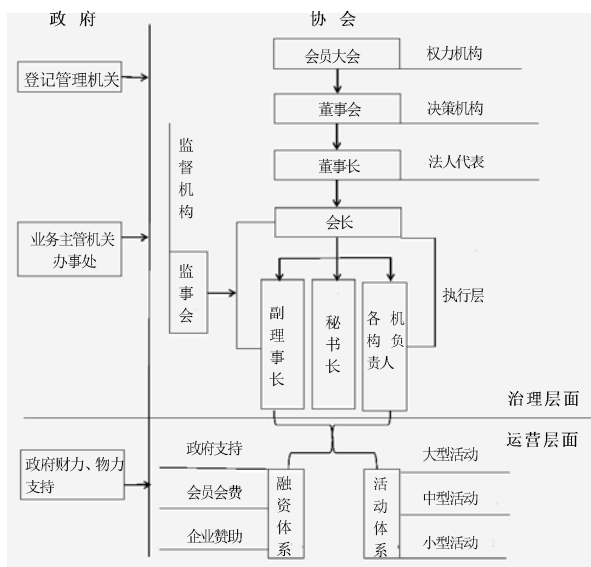 政 府
协 会
登记管理机关
会员大会
权力机构
董事会
决策机构
董事长
法人代表
监督机构
业务主管机关
办事处
会长
监事会
执行层
副理事长
秘书长
各 机
构 负
责人
治理层面
运营层面
政府财力、物力
支持
政府支持
会员会费
企业赞助
融资体系
活动体系
大型活动
中型活动
小型活动